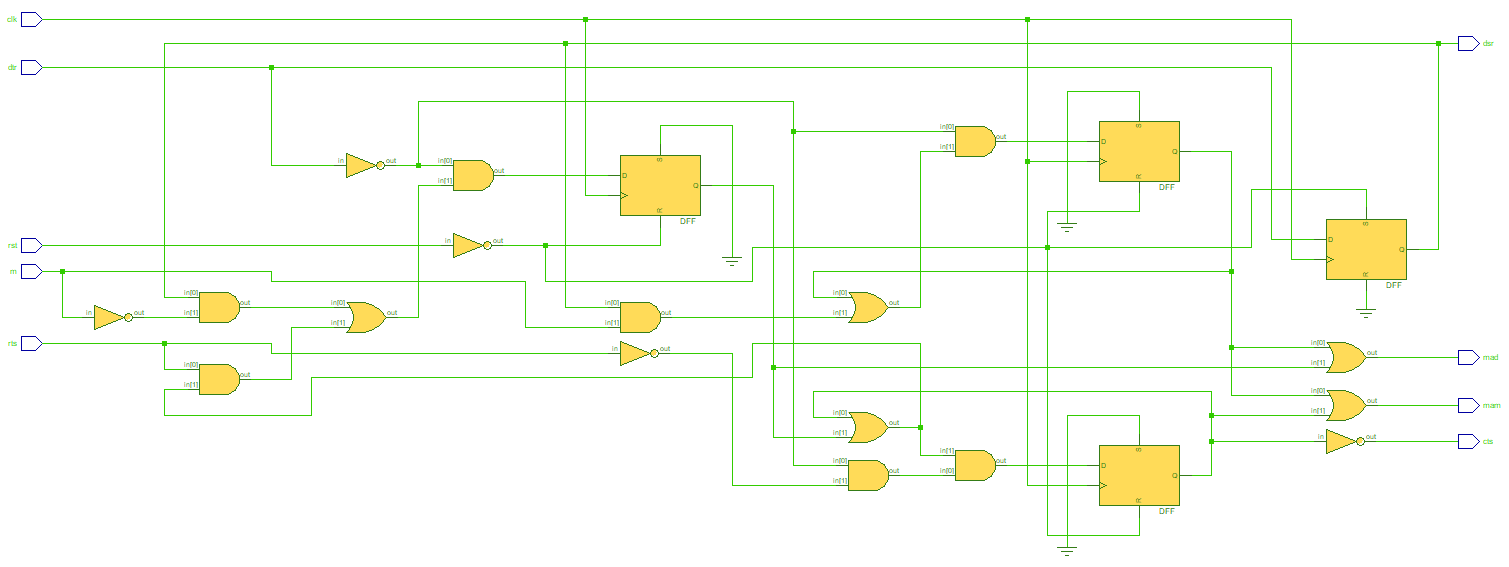 clk
dsr
dtr
in[0]
out
in[1]
S
D
Q
R
DFF
in
out
in[0]
out
in[1]
S
D
Q
R
DFF
rst
in
out
S
D
Q
R
DFF
in[0]
out
in[1]
in[0]
out
in[1]
in
out
in[0]
out
in[1]
in[0]
out
in[1]
rts
in
out
in[0]
out
in[1]
mad
in[0]
out
in[1]
in[0]
out
in[1]
mam
in[0]
out
in[1]
in
out
cts
in[0]
out
in[1]
in[1]
out
in[0]
S
D
Q
R
DFF